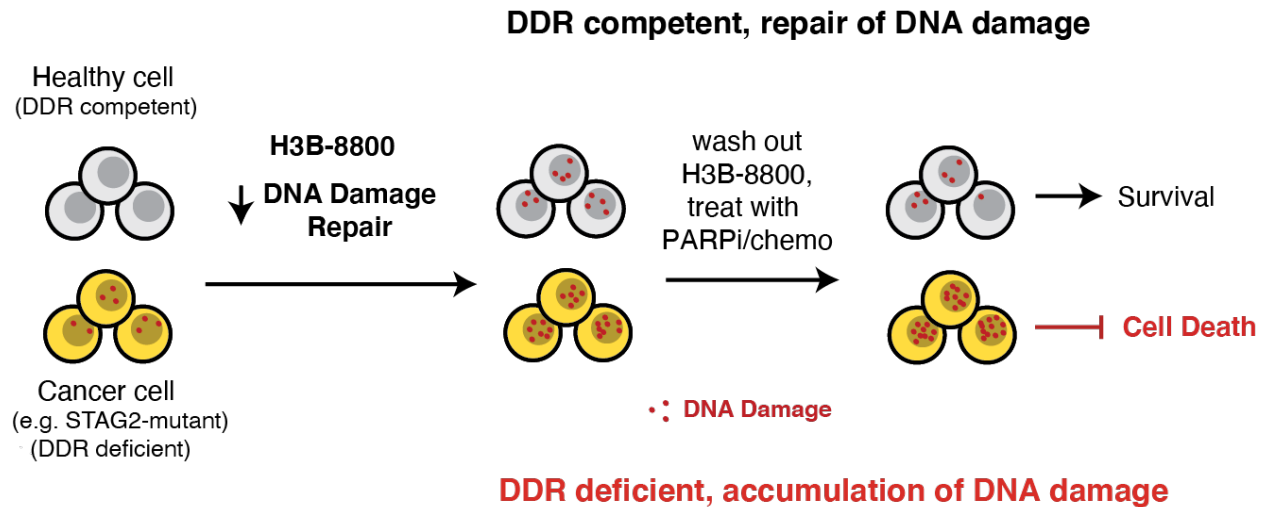 DDR competent, repair of DNA damage
Healthy cell
(DDR competent)
H3B-8800
DNA Damage
Repair
wash out
H3B-8800,
treat with
PARPi/chemo
Survival
Cell Death
Cancer cell
(e.g. STAG2-mutant)
(DDR deficient)
DNA Damage
DDR deficient, accumulation of DNA damage